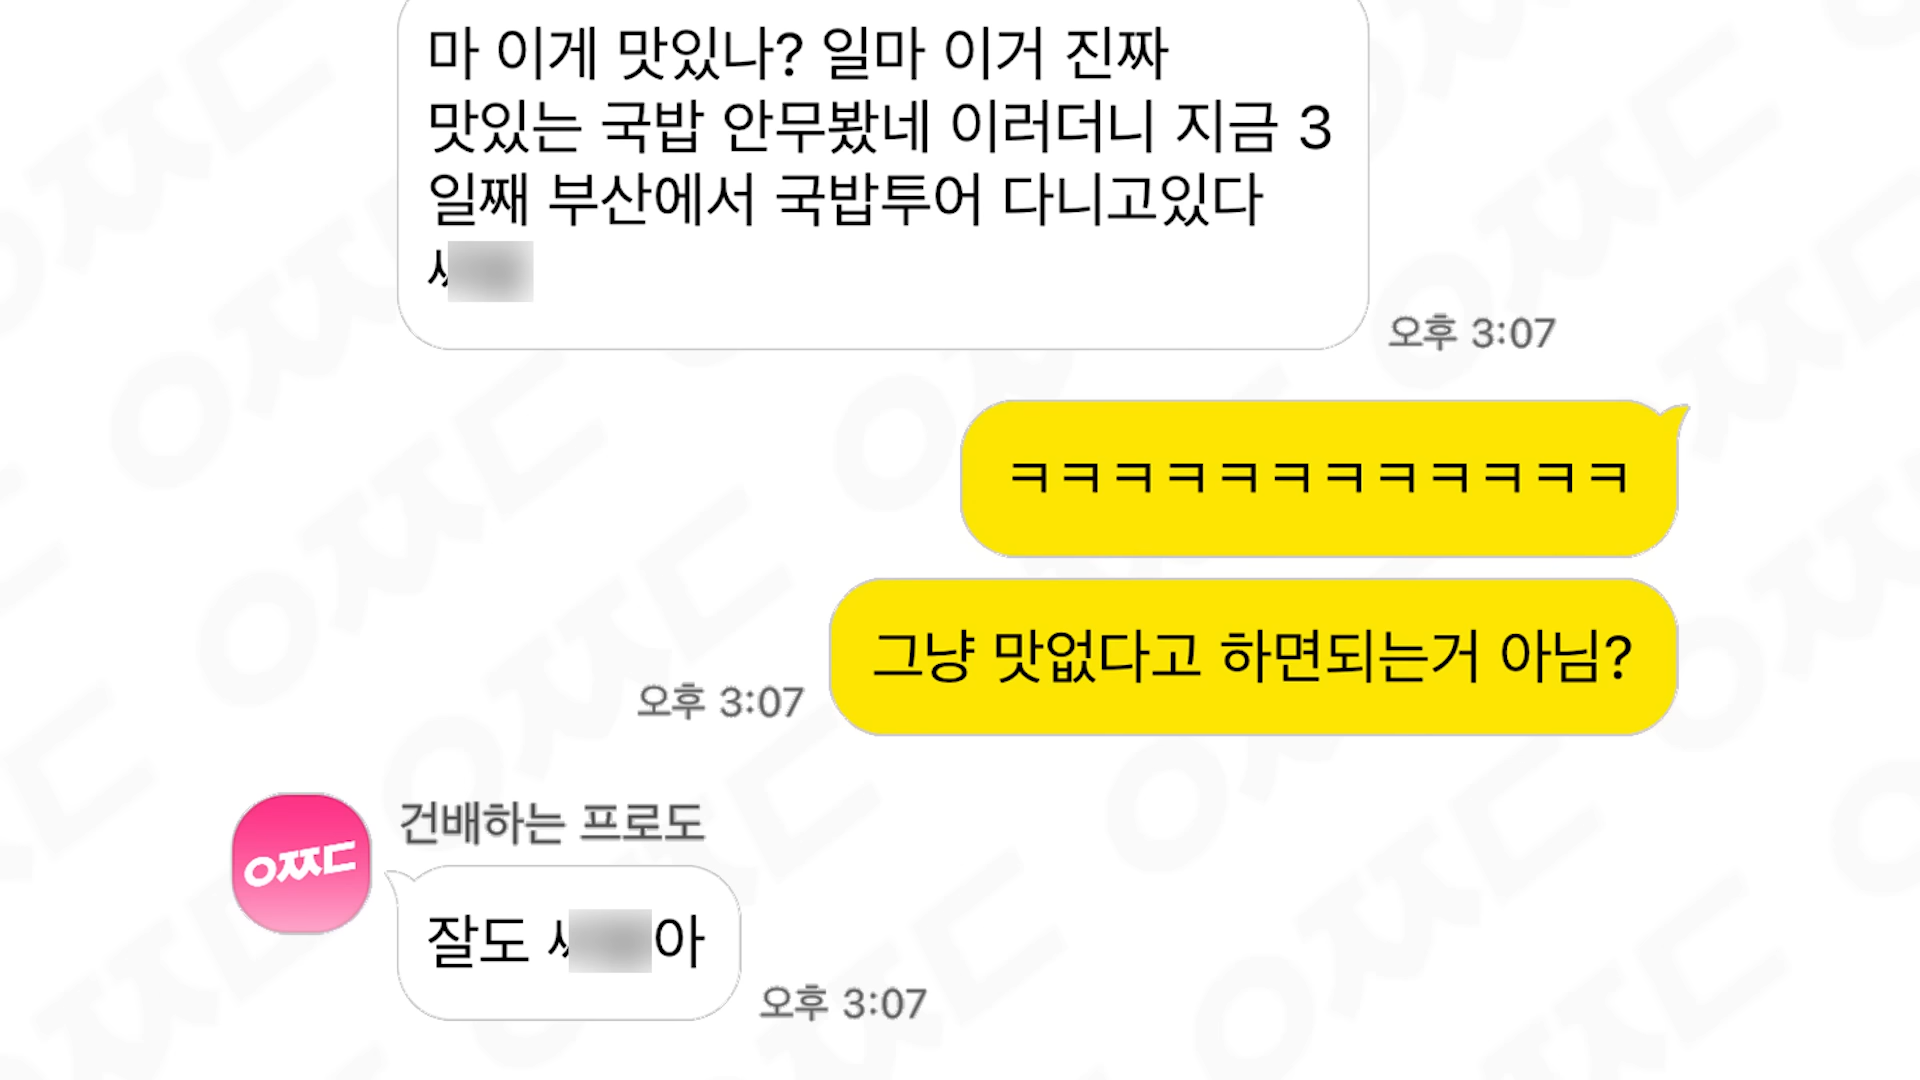 마 이게 맛있나? 일마 이거 진짜
맛있는 국밥 안무봤네 이러더니 지금 3
일째 부산에서 국밥투어 다니고있다
오후 3:07
ㅋㅋㅋㅋㅋㅋㅋㅋㅋㅋㅋㅋ
그냥 맛없다고 하면되는거 아님?
오후 3:07
건배하는 프로도
ㅇㅉㄷ
잘도 아
오후 3:07